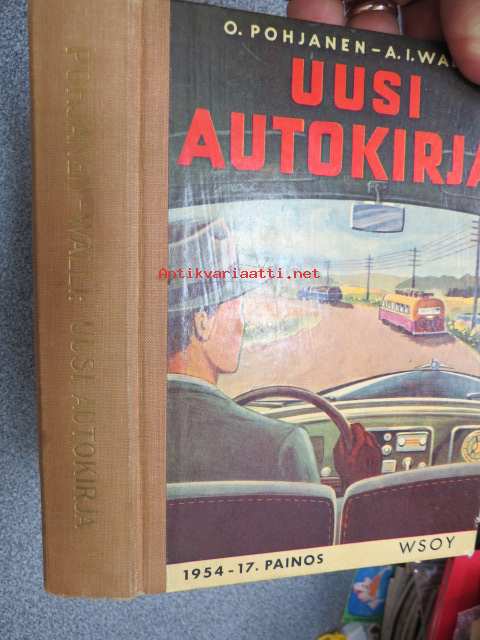 O. POHJANEN – A. I. WA
UUSI
AUTOKIRJA
Antikvariaatti.net
1954 - 17. PAINOS
WSOY
POHJANEN – WALLI: UUSI AUTOKIRJA